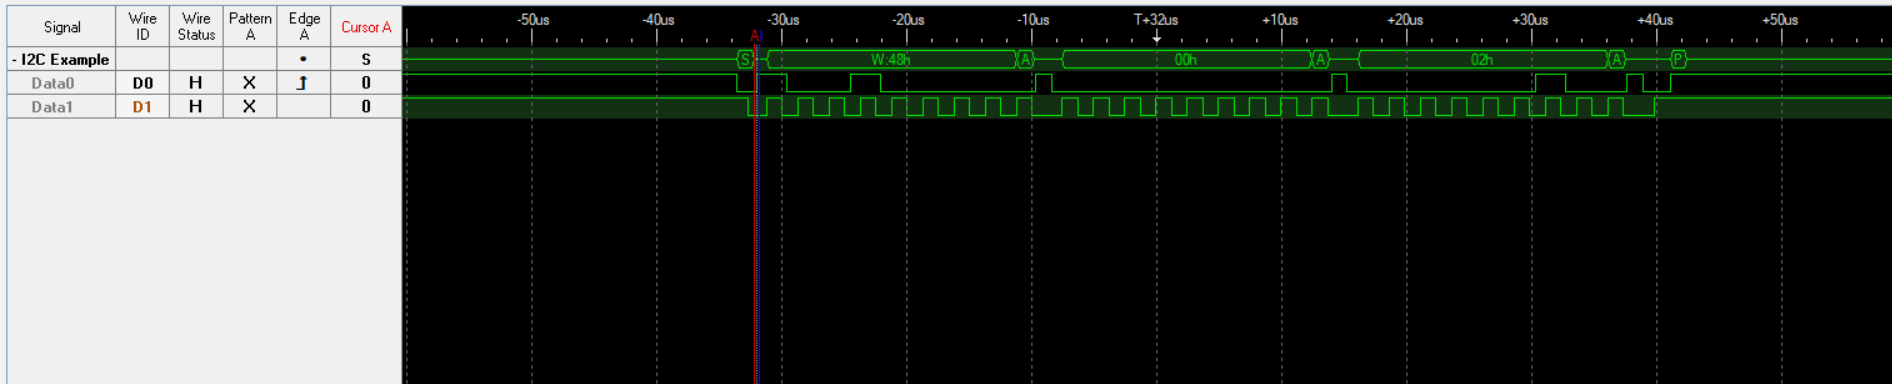 Signal Wire ID Wire Status Pattern A Edge A Cursor A
-50us -40us -30us -20us -10us T+32us +10us +20us +30us +40us +50us
A
- I2C Example • S
S W:48h A 00h A 02h A P
Data0 D0 H X 0
Data1 D1 H X 0